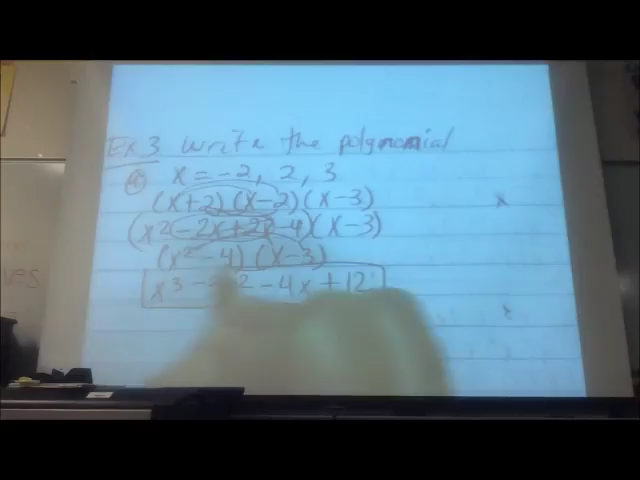 Ex 3 Write the polynomial
a x = -2, 2, 3
(x+2)(x-2)(x-3)
(x² -2x+2x-4)(x-3)
(x² -4)(x-3)
x³ - 2 - 4x + 12